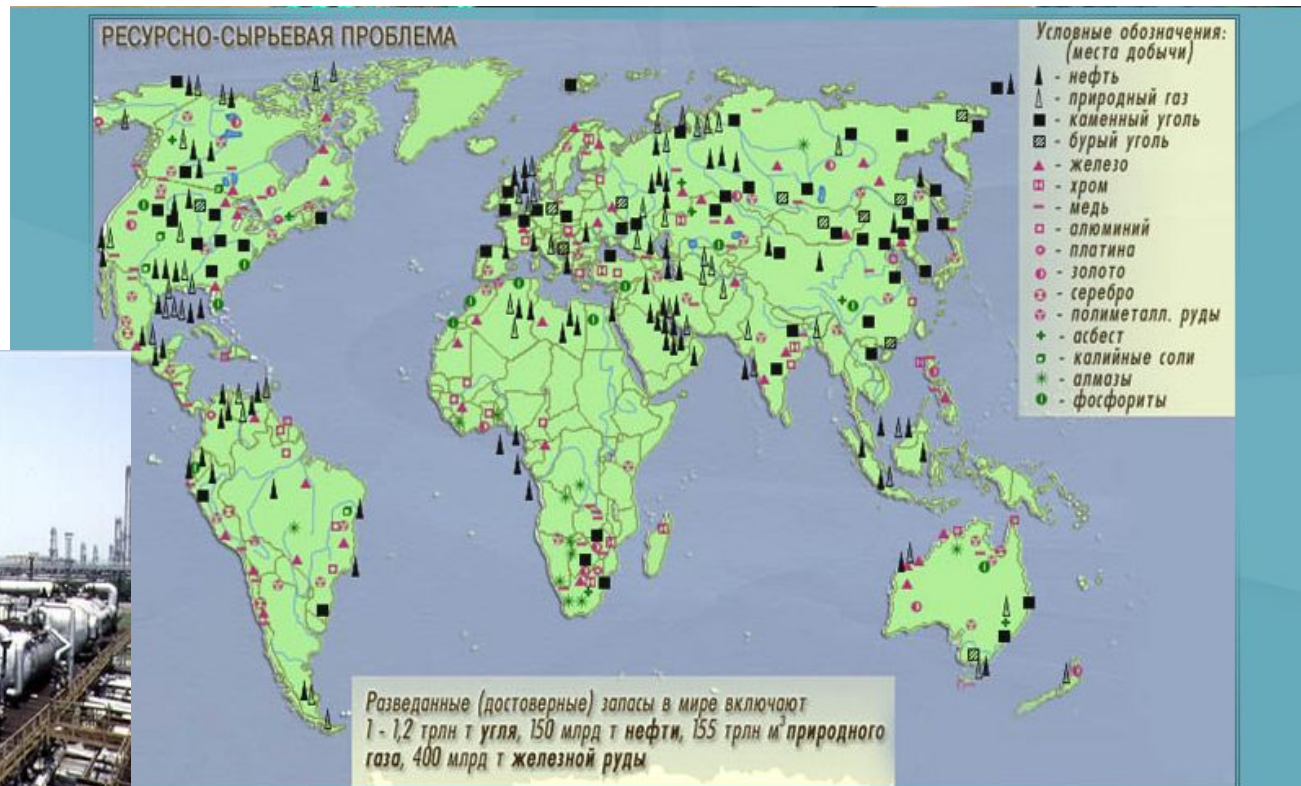 РЕСУРСНО-СЫРЬЕВАЯ ПРОБЛЕМА
Условные обозначения:
(места добычи)
- нефть
- природный газ
- каменный уголь
- бурый уголь
- железо
- хром
- медь
- алюминий
- платина
- золото
- серебро
- полиметалл. руды
- асбест
- калийные соли
- алмазы
- фосфориты
Разведанные (достоверные) запасы в мире включают
1 - 1,2 трлн т угля, 150 млрд т нефти, 155 трлн м³ природного
газа, 400 млрд т железной руды